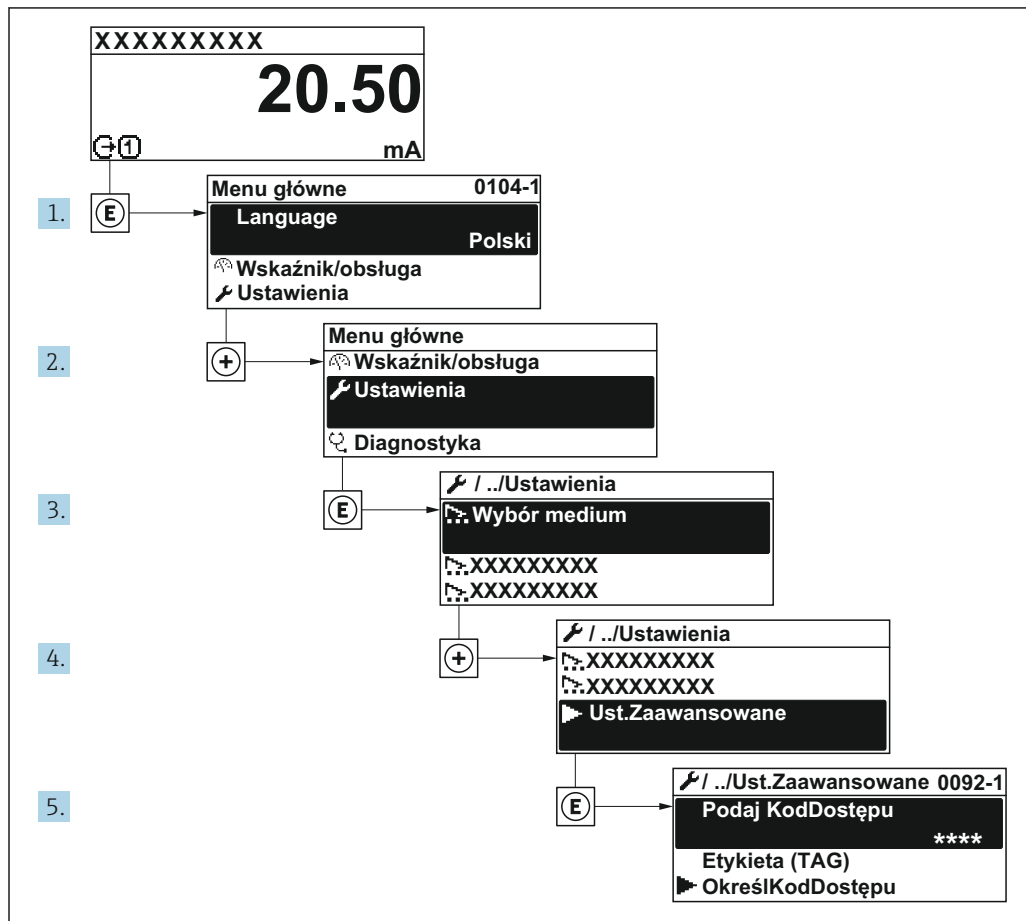 XXXXXXXXX
20.50
1 mA
1. E
Menu główne 0104-1
Language
Polski
Wskaźnik/obsługa
Ustawienia
2. +
Menu główne
Wskaźnik/obsługa
Ustawienia
Diagnostyka
3. E
/ ../Ustawienia
Wybór medium
XXXXXXXXX
XXXXXXXXX
4. +
/ ../Ustawienia
XXXXXXXXX
XXXXXXXXX
Ust.Zaawansowane
5. E
/ ../Ust.Zaawansowane 0092-1
Podaj KodDostępu
****
Etykieta (TAG)
OkreślKodDostępu